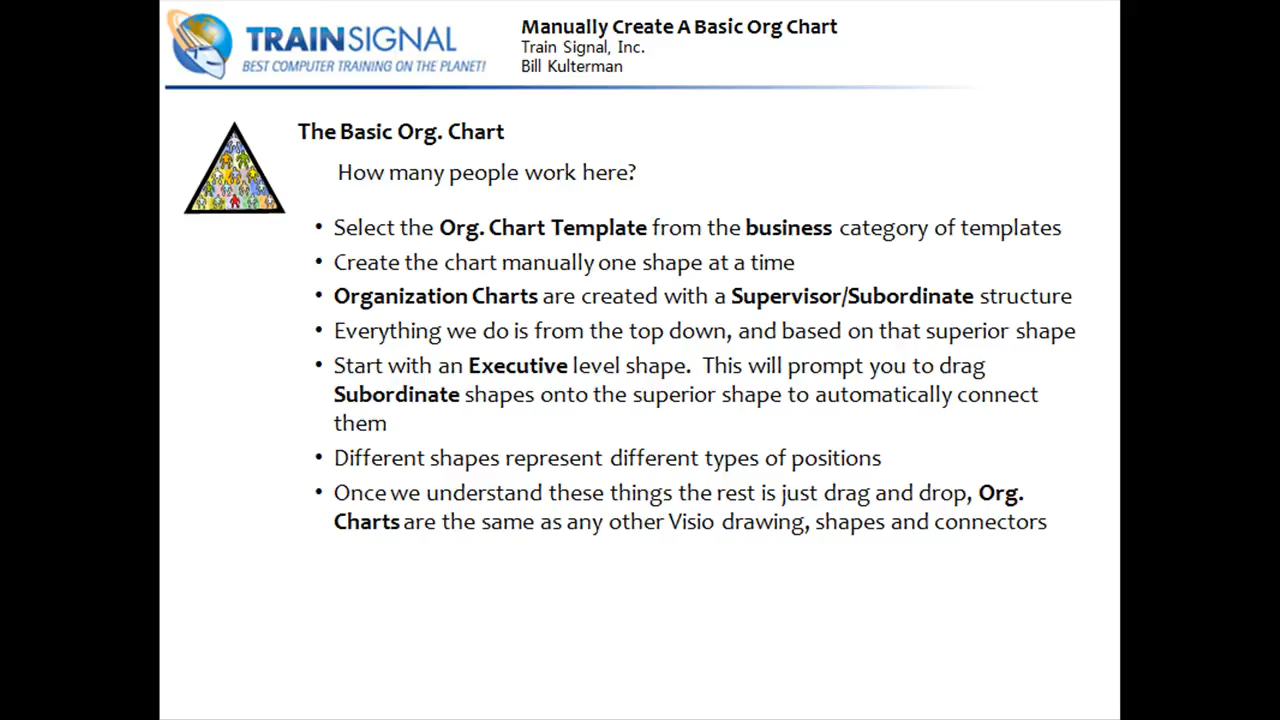 TRAINSIGNAL
BEST COMPUTER TRAINING ON THE PLANET!
Manually Create A Basic Org Chart
Train Signal, Inc.
Bill Kulterman
The Basic Org. Chart
How many people work here?
• Select the Org. Chart Template from the business category of templates
• Create the chart manually one shape at a time
• Organization Charts are created with a Supervisor/Subordinate structure
• Everything we do is from the top down, and based on that superior shape
• Start with an Executive level shape. This will prompt you to drag
Subordinate shapes onto the superior shape to automatically connect
them
• Different shapes represent different types of positions
• Once we understand these things the rest is just drag and drop, Org.
Charts are the same as any other Visio drawing, shapes and connectors